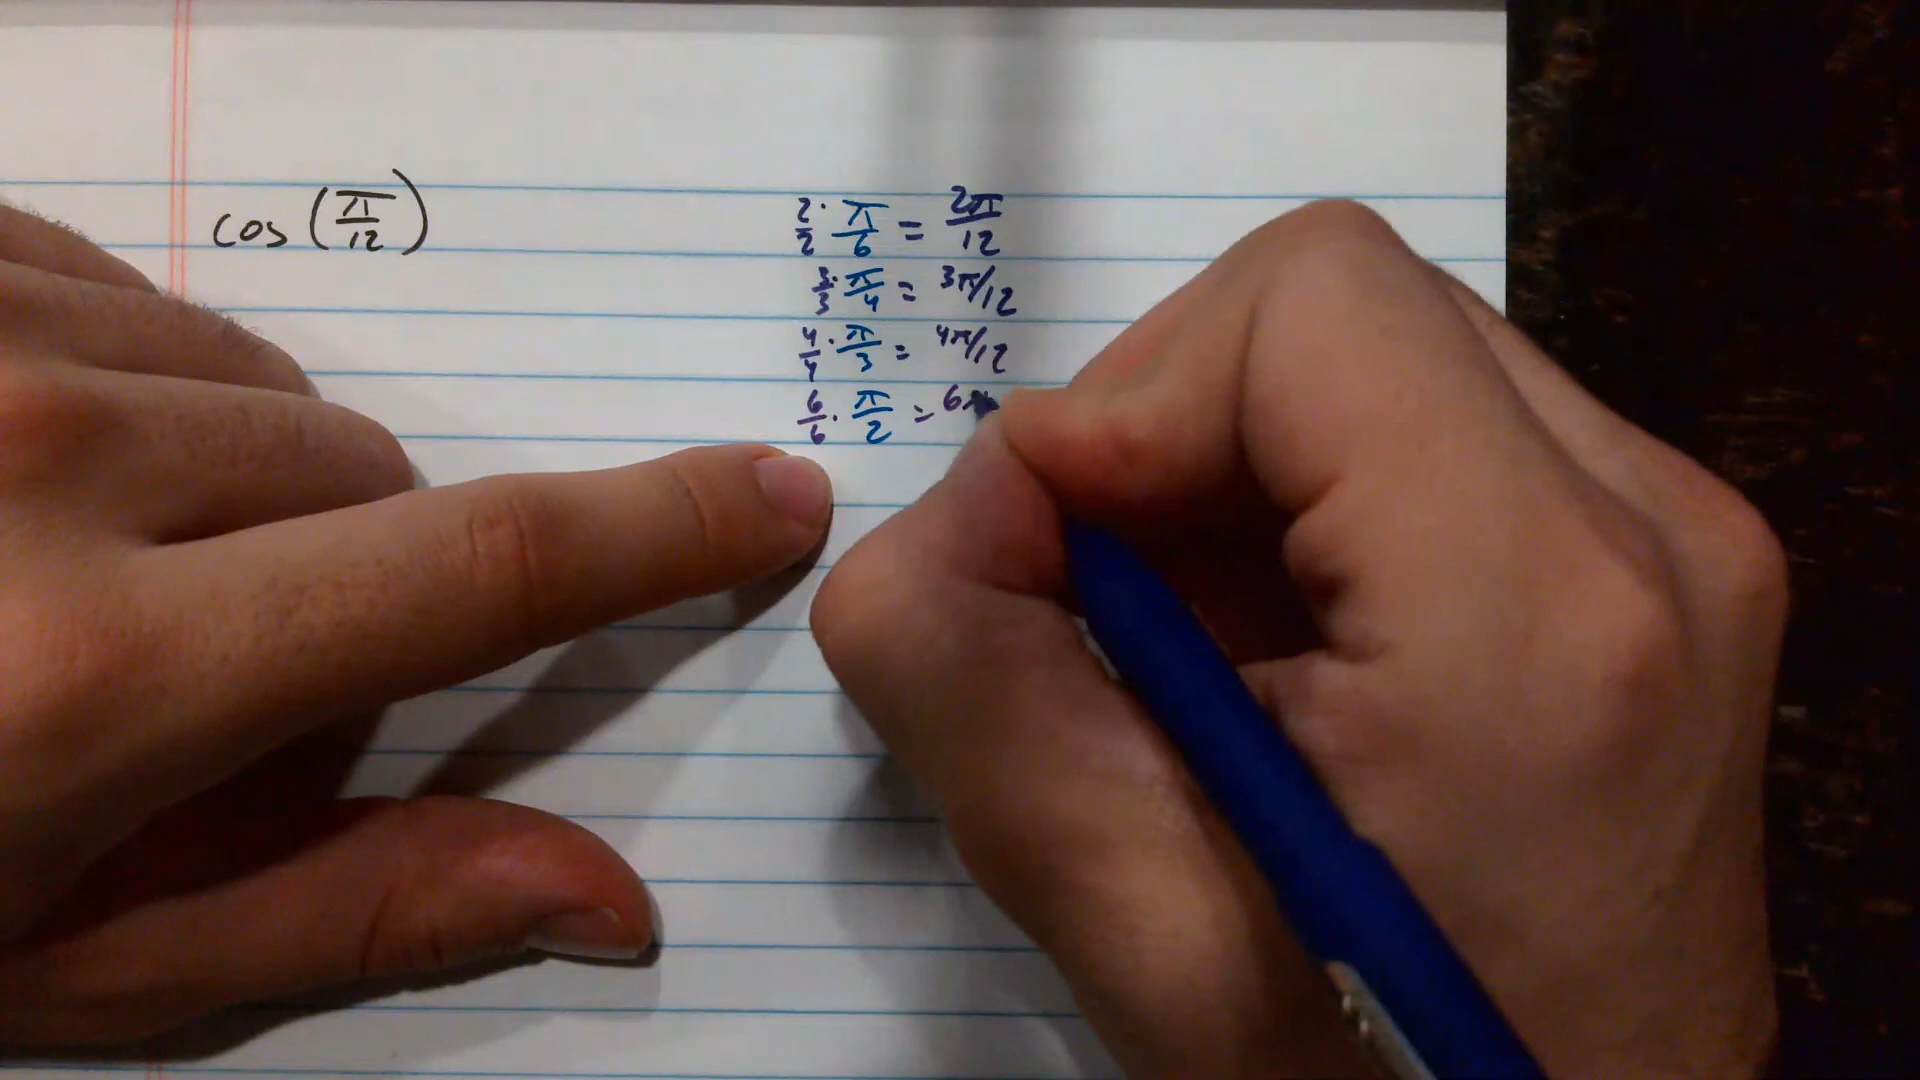 cos (π/12)
2/2 · π/6 = 2π/12
3/3 · π/4 = 3π/12
4/4 · π/3 = 4π/12
6/6 · π/2 = 6π